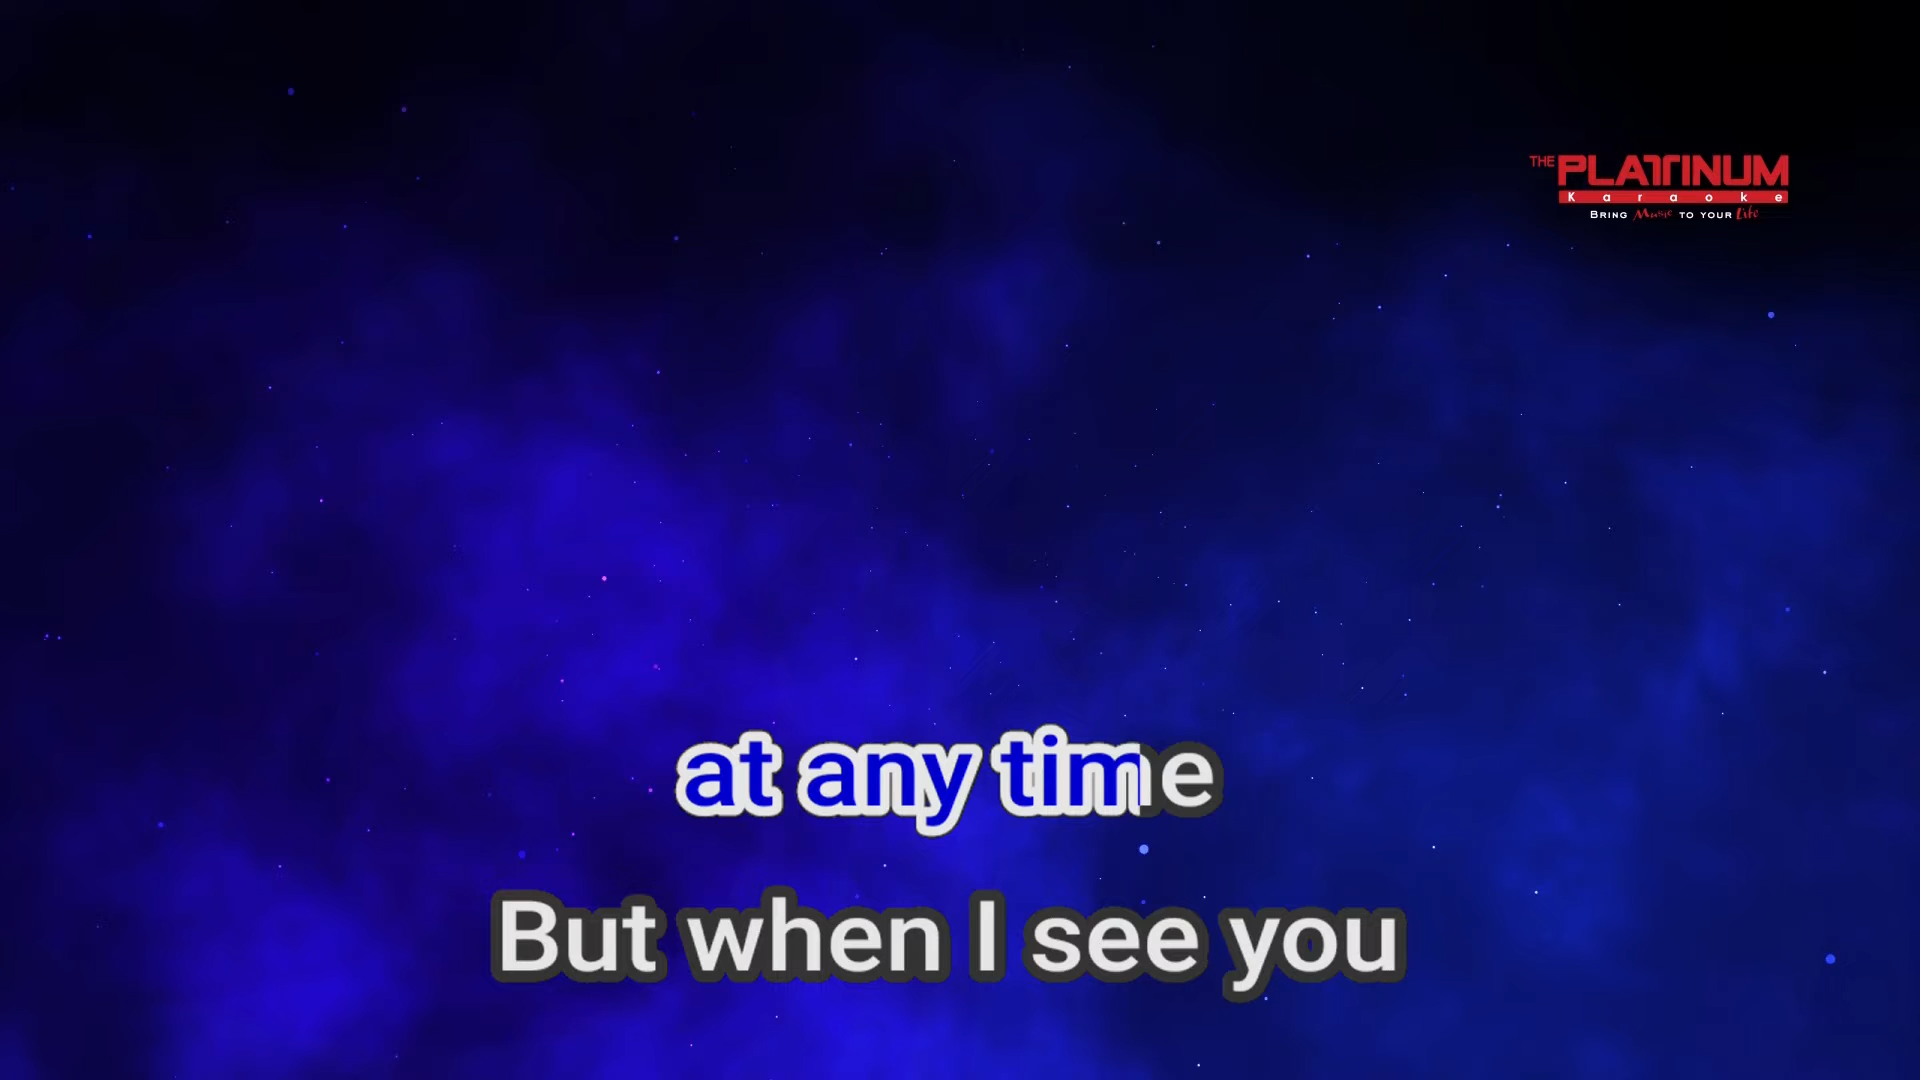 THE PLATINUM
Karaoke
BRING Music TO YOUR Life
at any time
But when I see you